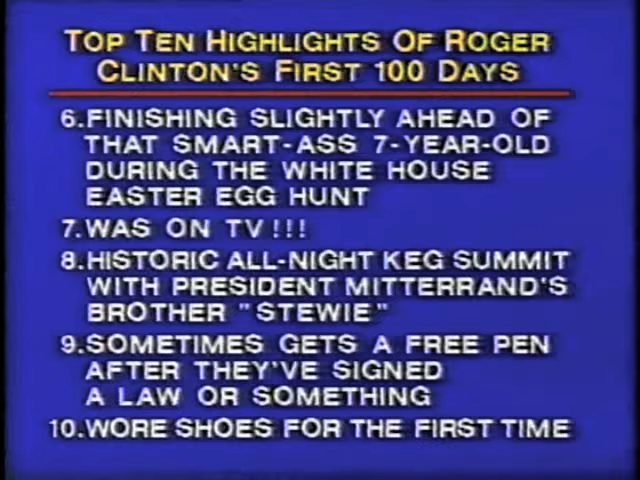 TOP TEN HIGHLIGHTS OF ROGER
CLINTON'S FIRST 100 DAYS
6.FINISHING SLIGHTLY AHEAD OF
THAT SMART-ASS 7-YEAR-OLD
DURING THE WHITE HOUSE
EASTER EGG HUNT
7.WAS ON TV!!!
8.HISTORIC ALL-NIGHT KEG SUMMIT
WITH PRESIDENT MITTERRAND'S
BROTHER "STEWIE"
9.SOMETIMES GETS A FREE PEN
AFTER THEY'VE SIGNED
A LAW OR SOMETHING
10.WORE SHOES FOR THE FIRST TIME